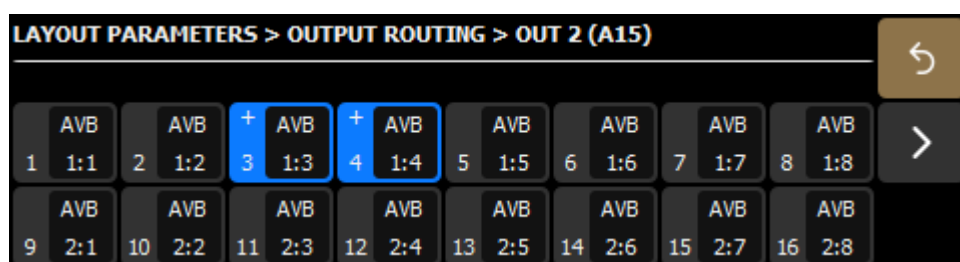 LAYOUT PARAMETERS > OUTPUT ROUTING > OUT 2 (A15)
AVB AVB + AVB + AVB AVB AVB AVB AVB
1 1:1 2 1:2 3 1:3 4 1:4 5 1:5 6 1:6 7 1:7 8 1:8
AVB AVB AVB AVB AVB AVB AVB AVB
9 2:1 10 2:2 11 2:3 12 2:4 13 2:5 14 2:6 15 2:7 16 2:8